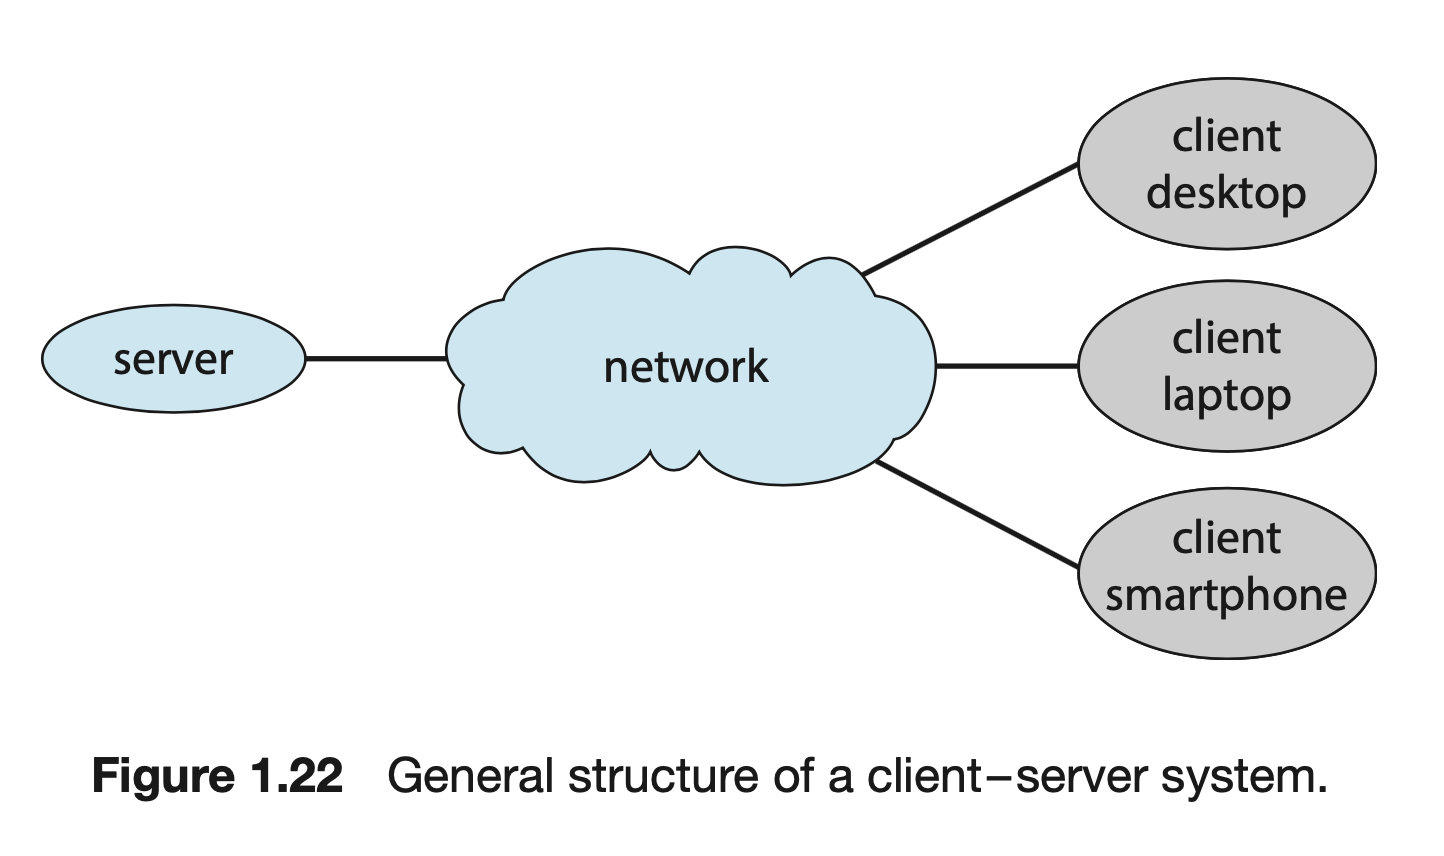 client
desktop
server
network
client
laptop
client
smartphone
Figure 1.22 General structure of a client–server system.